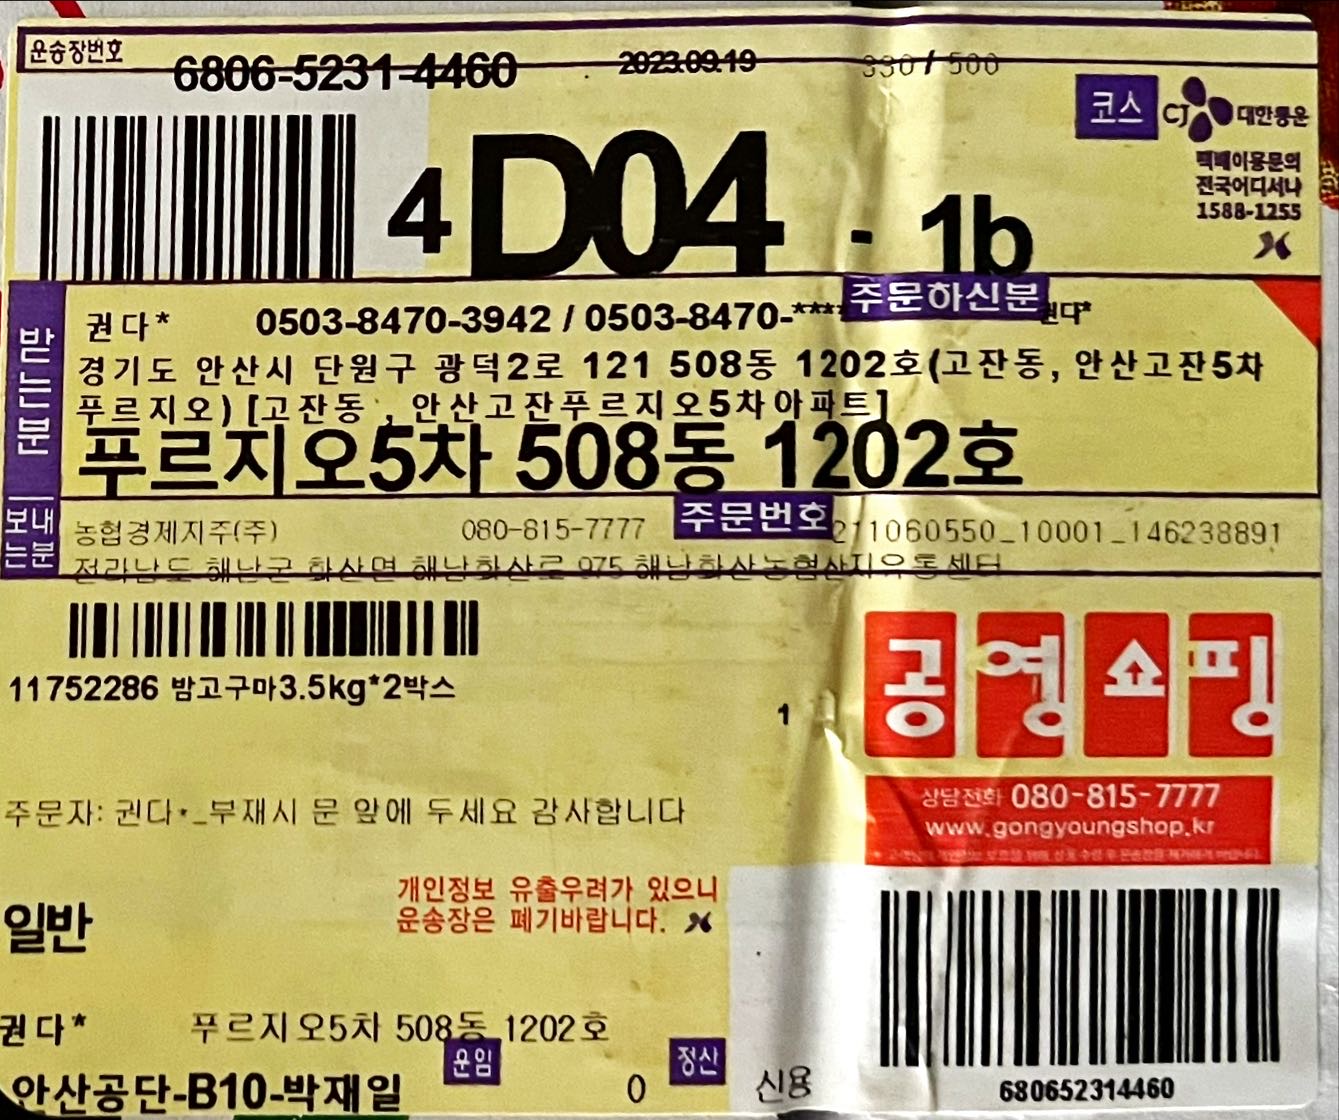 운송장번호 6806-5231-4460 2023.09.19 330 / 500
코스 CJ 대한통운
택배이용문의
전국어디서나
1588-1255
4 D04 - 1b
받는분
권다* 0503-8470-3942 / 0503-8470-**** 주문하신분 권다*
경기도 안산시 단원구 광덕2로 121 508동 1202호(고잔동, 안산고잔5차
푸르지오) [고잔동 , 안산고잔푸르지오5차아파트]
푸르지오5차 508동 1202호
보내는분
농협경제지주(주) 080-815-7777 주문번호 211060550_10001_146238891
전라남도 해남군 화산면 해남화산로 975 해남화산농협산지유통센터
11752286 밤고구마3.5kg*2박스
1
공영쇼핑
상담전화 080-815-7777
www.gongyoungshop.kr
주문자: 권다*_부재시 문 앞에 두세요 감사합니다
개인정보 유출우려가 있으니
운송장은 폐기바랍니다.
일반
권다* 푸르지오5차 508동 1202호
안산공단-B10-박재일 운임 0 정산 신용
680652314460